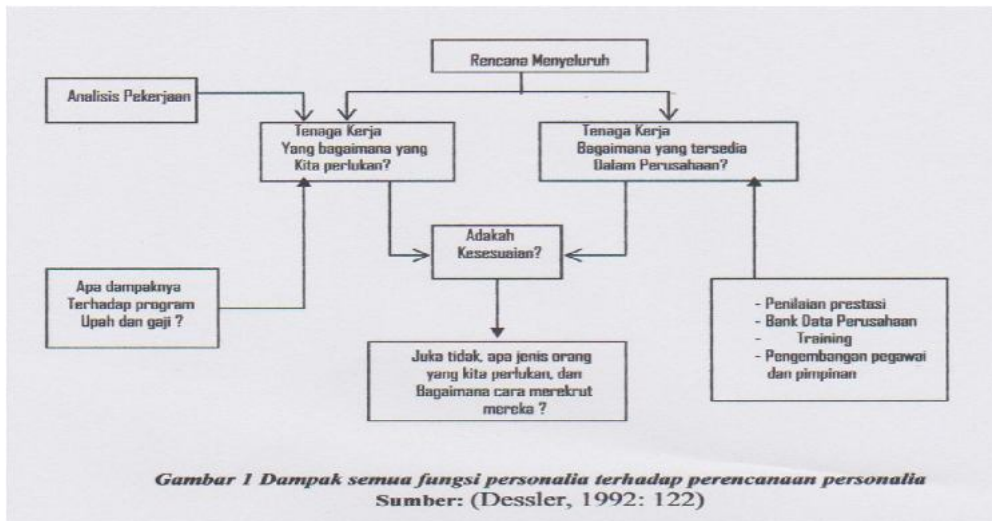 Rencana Menyeluruh
Analisis Pekerjaan
Tenaga Kerja
Yang bagaimana yang
Kita perlukan?
Tenaga Kerja
Bagaimana yang tersedia
Dalam Perusahaan?
Adakah
Kesesuaian?
Apa dampaknya
Terhadap program
Upah dan gaji ?
- Penilaian prestasi
- Bank Data Perusahaan
- Training
- Pengembangan pegawai
dan pimpinan
Juka tidak, apa jenis orang
yang kita perlukan, dan
Bagaimana cara merekrut
mereka ?
Gambar 1 Dampak semua fungsi personalia terhadap perencanaan personalia
Sumber: (Dessler, 1992: 122)